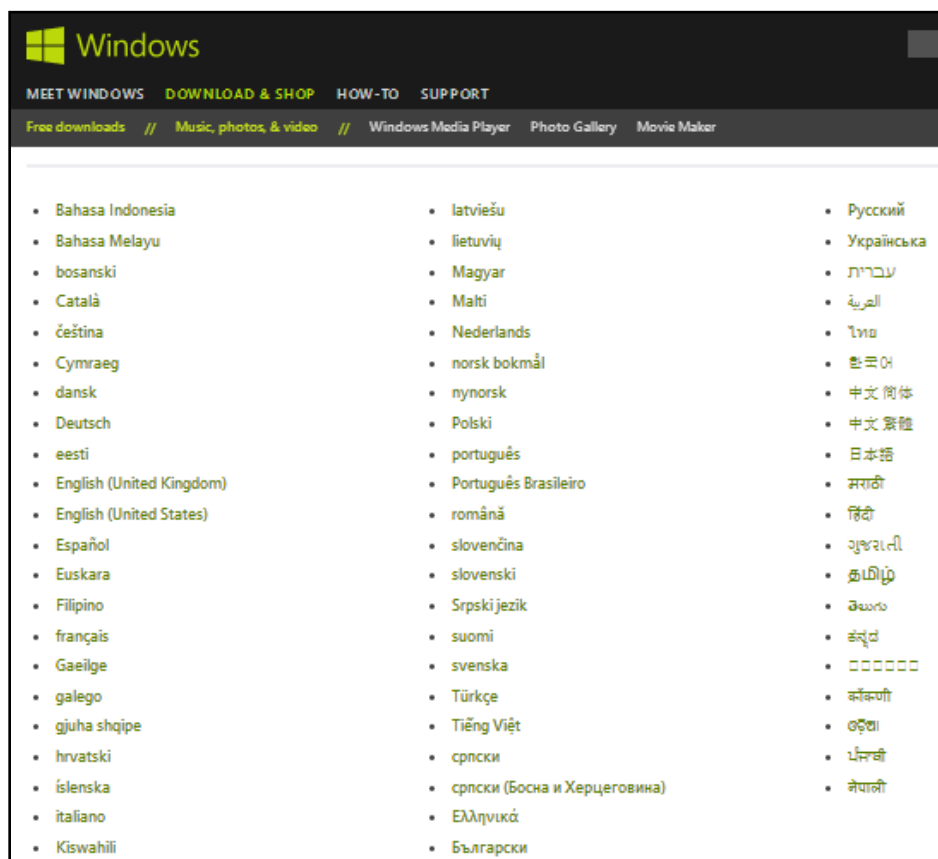 Windows
MEET WINDOWS DOWNLOAD & SHOP HOW-TO SUPPORT
Free downloads // Music, photos, & video // Windows Media Player Photo Gallery Movie Maker
Bahasa Indonesia
Bahasa Melayu
bosanski
Català
čeština
Cymraeg
dansk
Deutsch
eesti
English (United Kingdom)
English (United States)
Español
Euskara
Filipino
français
Gaeilge
galego
gjuha shqipe
hrvatski
íslenska
italiano
Kiswahili
latviešu
lietuvių
Magyar
Malti
Nederlands
norsk bokmål
nynorsk
Polski
português
Português Brasileiro
română
slovenčina
slovenski
Srpski jezik
suomi
svenska
Türkçe
Tiếng Việt
српски
српски (Босна и Херцеговина)
Ελληνικά
Български
Русский
Українська
עברית
العربية
ไทย
한국어
中文 简体
中文 繁體
日本語
मराठी
हिंदी
ગુજરાતી
தமிழ்
తెలుగు
ಕನ್ನಡ
□□□□□□
कोंकणी
ଓଡ଼ିଆ
ਪੰਜਾਬੀ
नेपाली